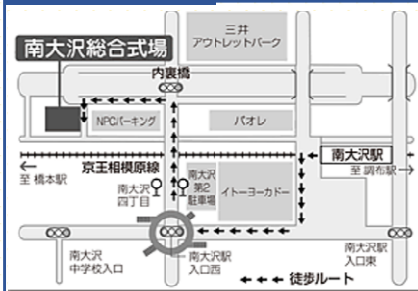 三井
アウトレットパーク
南大沢総合式場
内裏橋
NPCパーキング
パオレ
京王相模原線
南大沢駅
至 橋本駅
至 調布駅
南大沢
四丁目
南大沢
第2
駐車場
イトーヨーカドー
南大沢
中学校入口
南大沢駅
入口西
南大沢駅
入口東
徒歩ルート